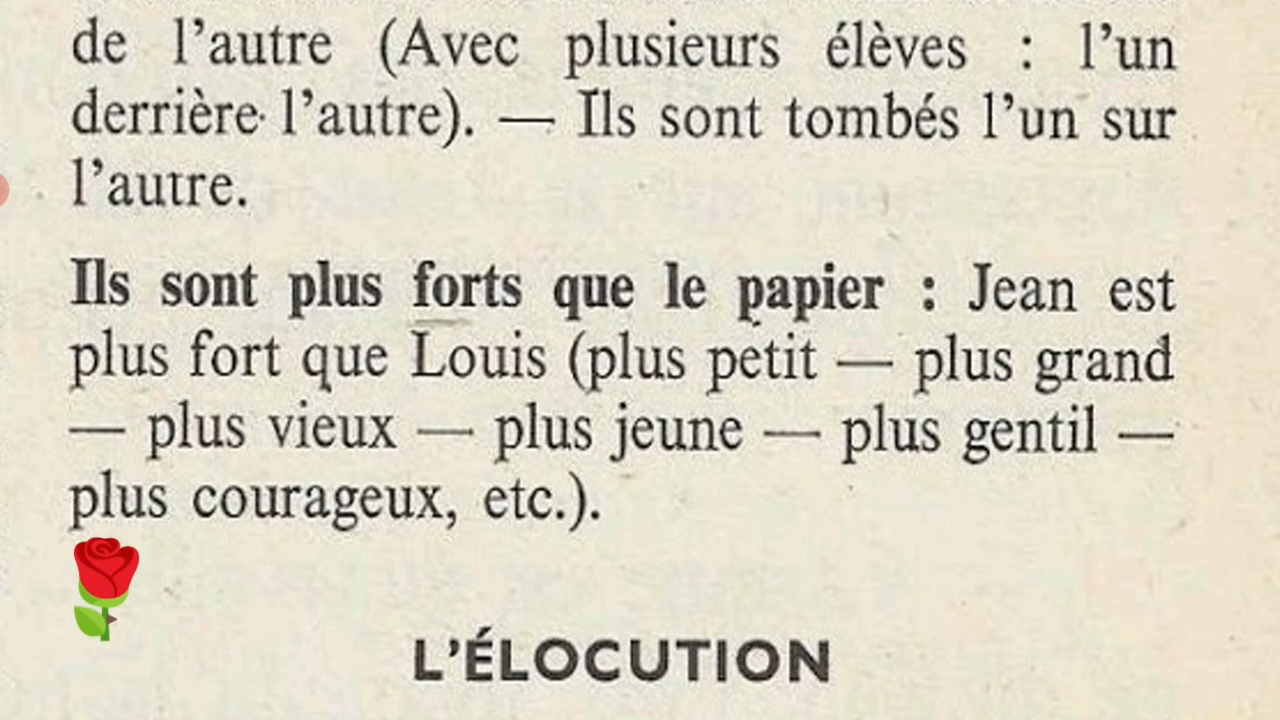 de l’autre (Avec plusieurs élèves : l’un
derrière l’autre). — Ils sont tombés l’un sur
l’autre.
Ils sont plus forts que le papier : Jean est
plus fort que Louis (plus petit — plus grand
— plus vieux — plus jeune — plus gentil —
plus courageux, etc.).
L’ÉLOCUTION